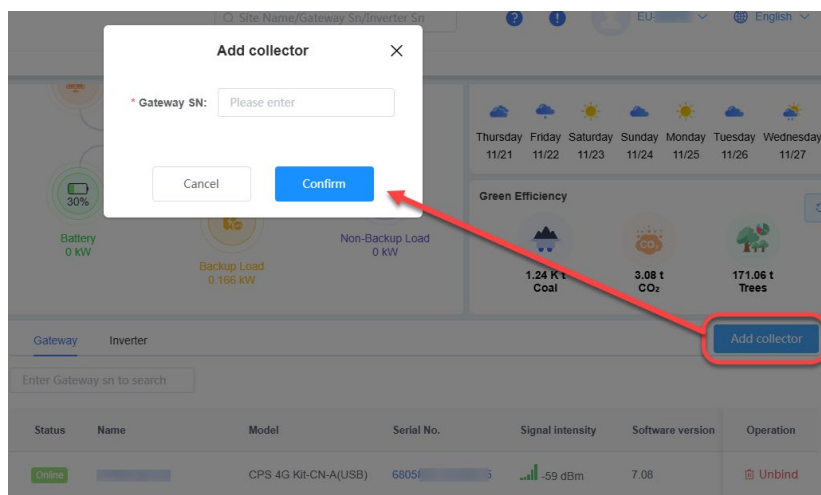 Site Name/Gateway Sn/Inverter Sn
EU-
English
Add collector
* Gateway SN:
Please enter
Cancel
Confirm
Thursday Friday Saturday Sunday Monday Tuesday Wednesday
11/21 11/22 11/23 11/24 11/25 11/26 11/27
30%
Battery
0 kW
Backup Load
0.166 kW
Non-Backup Load
0 kW
Green Efficiency
CO₂
1.24 K t
Coal
3.08 t
CO₂
171.06 t
Trees
Gateway Inverter
Add collector
Enter Gateway sn to search
Status Name Model Serial No. Signal intensity Software version Operation
Online CPS 4G Kit-CN-A(USB) 6805 -59 dBm 7.08 Unbind